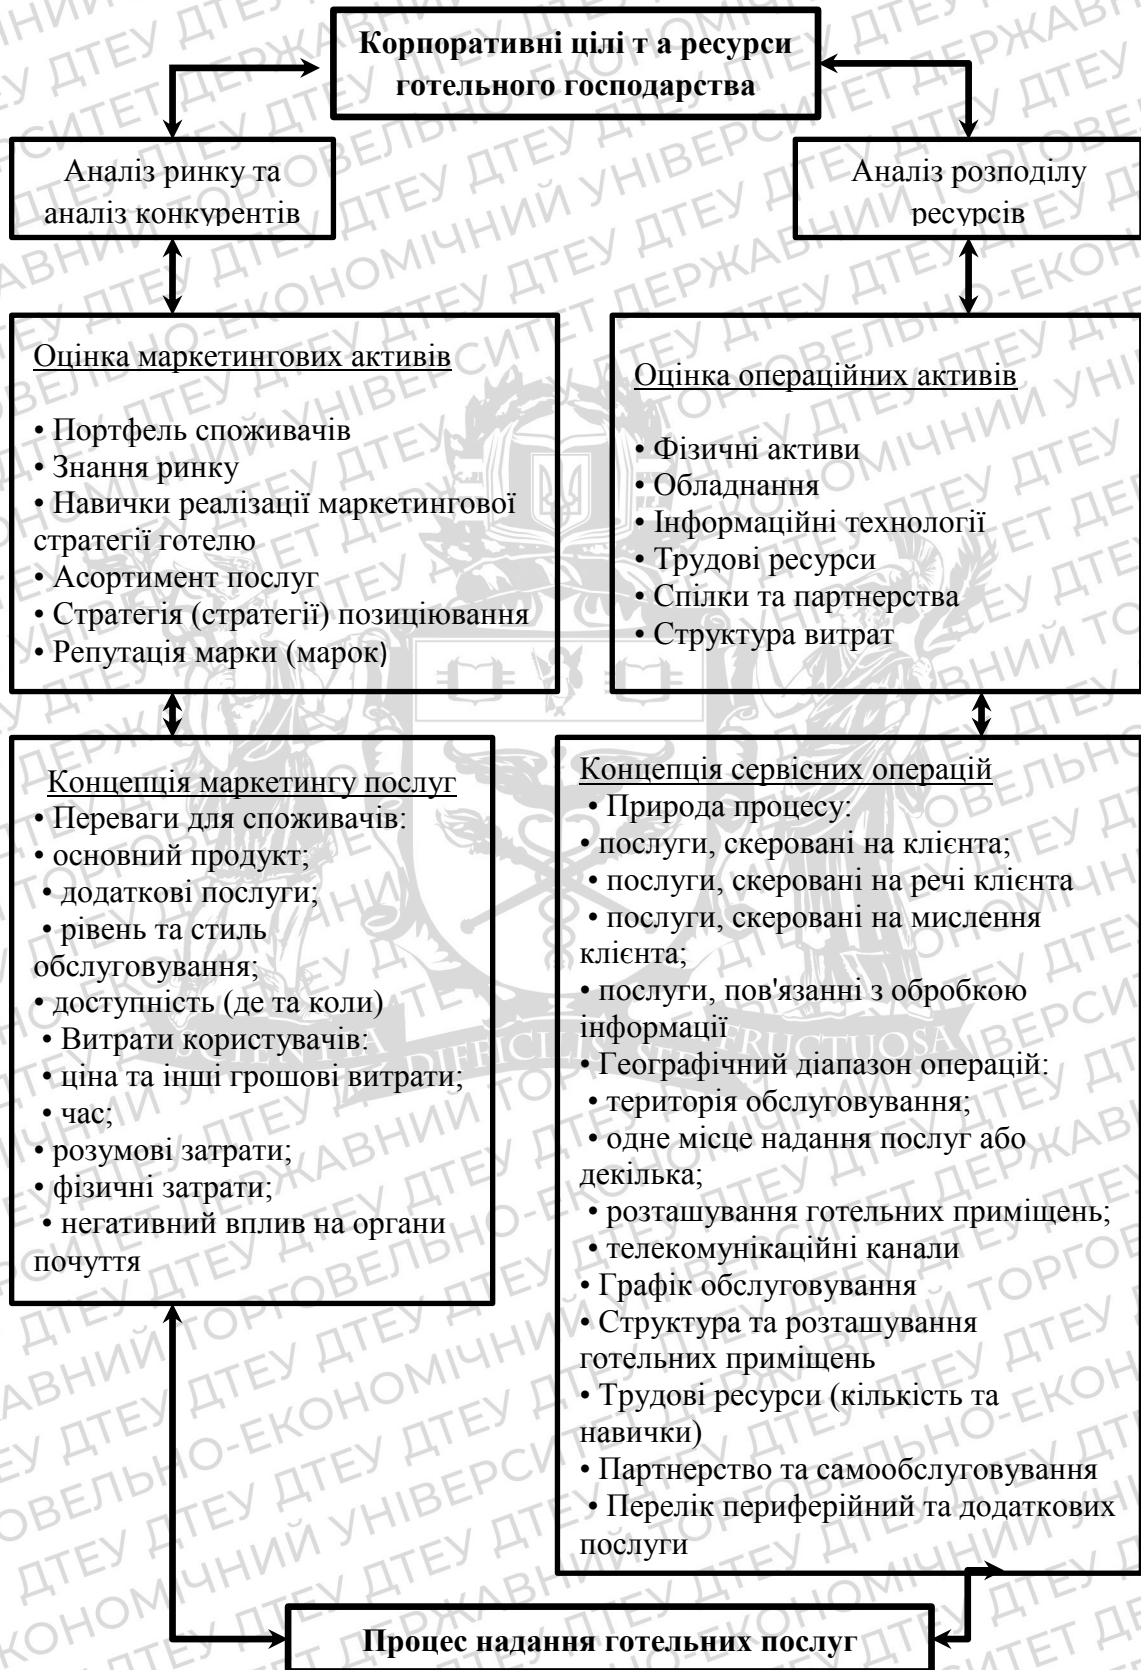 Корпоративні цілі т а ресурси
готельного господарства
Аналіз ринку та
аналіз конкурентів
Аналіз розподілу
ресурсів
Оцінка маркетингових активів
• Портфель споживачів
• Знання ринку
• Навички реалізації маркетингової
стратегії готелю
• Асортимент послуг
• Стратегія (стратегії) позиціювання
• Репутація марки (марок)
Оцінка операційних активів
• Фізичні активи
• Обладнання
• Інформаційні технології
• Трудові ресурси
• Спілки та партнерства
• Структура витрат
Концепція маркетингу послуг
• Переваги для споживачів:
• основний продукт;
• додаткові послуги;
• рівень та стиль
обслуговування;
• доступність (де та коли)
• Витрати користувачів:
• ціна та інші грошові витрати;
• час;
• розумові затрати;
• фізичні затрати;
• негативний вплив на органи
почуття
Концепція сервісних операцій
• Природа процесу:
• послуги, скеровані на клієнта;
• послуги, скеровані на речі клієнта
• послуги, скеровані на мислення
клієнта;
• послуги, пов'язанні з обробкою
інформації
• Географічний діапазон операцій:
• територія обслуговування;
• одне місце надання послуг або
декілька;
• розташування готельних приміщень;
• телекомунікаційні канали
• Графік обслуговування
• Структура та розташування
готельних приміщень
• Трудові ресурси (кількість та
навички)
• Партнерство та самообслуговування
• Перелік периферійний та додаткових
послуги
Процес надання готельних послуг